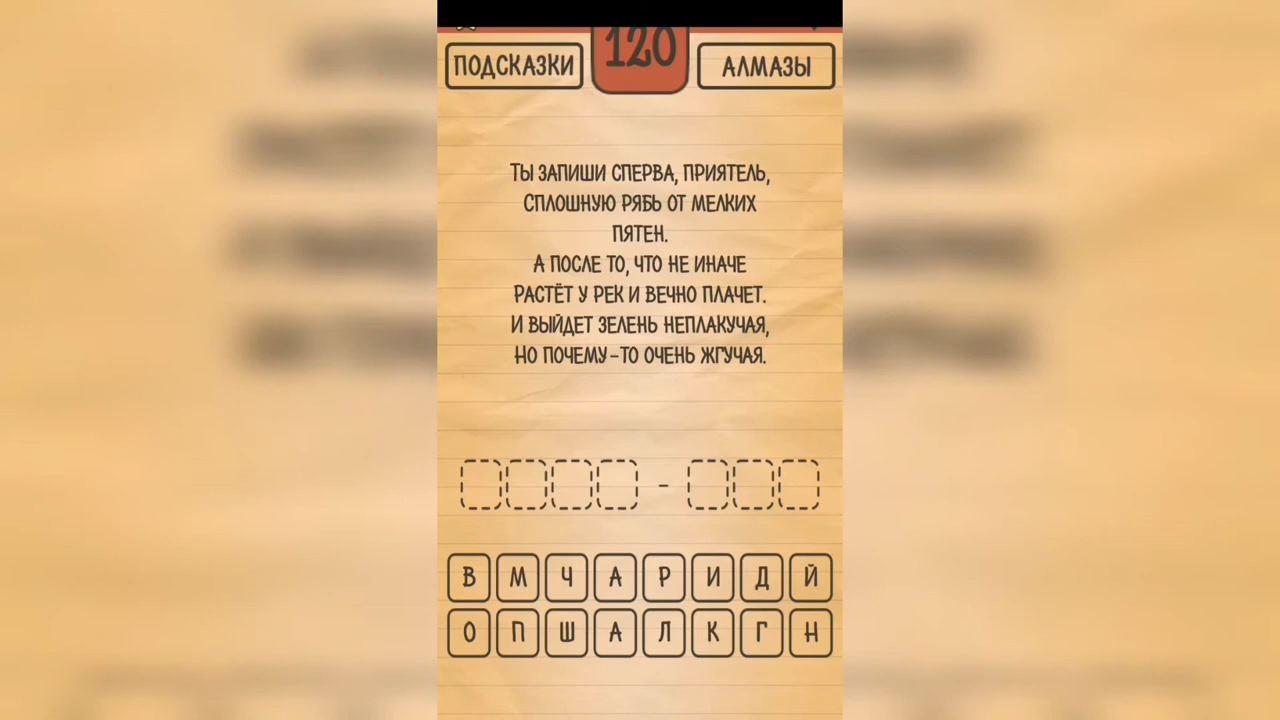 120
ПОДСКАЗКИ
АЛМАЗЫ
ТЫ ЗАПИШИ СПЕРВА, ПРИЯТЕЛЬ,
СПЛОШНУЮ РЯБЬ ОТ МЕЛКИХ
ПЯТЕН.
А ПОСЛЕ ТО, ЧТО НЕ ИНАЧЕ
РАСТЁТ У РЕК И ВЕЧНО ПЛАЧЕТ.
И ВЫЙДЕТ ЗЕЛЕНЬ НЕПЛАКУЧАЯ,
НО ПОЧЕМУ-ТО ОЧЕНЬ ЖГУЧАЯ.
-
В М Ч А Р И Д Й
О П Ш А Л К Г Н